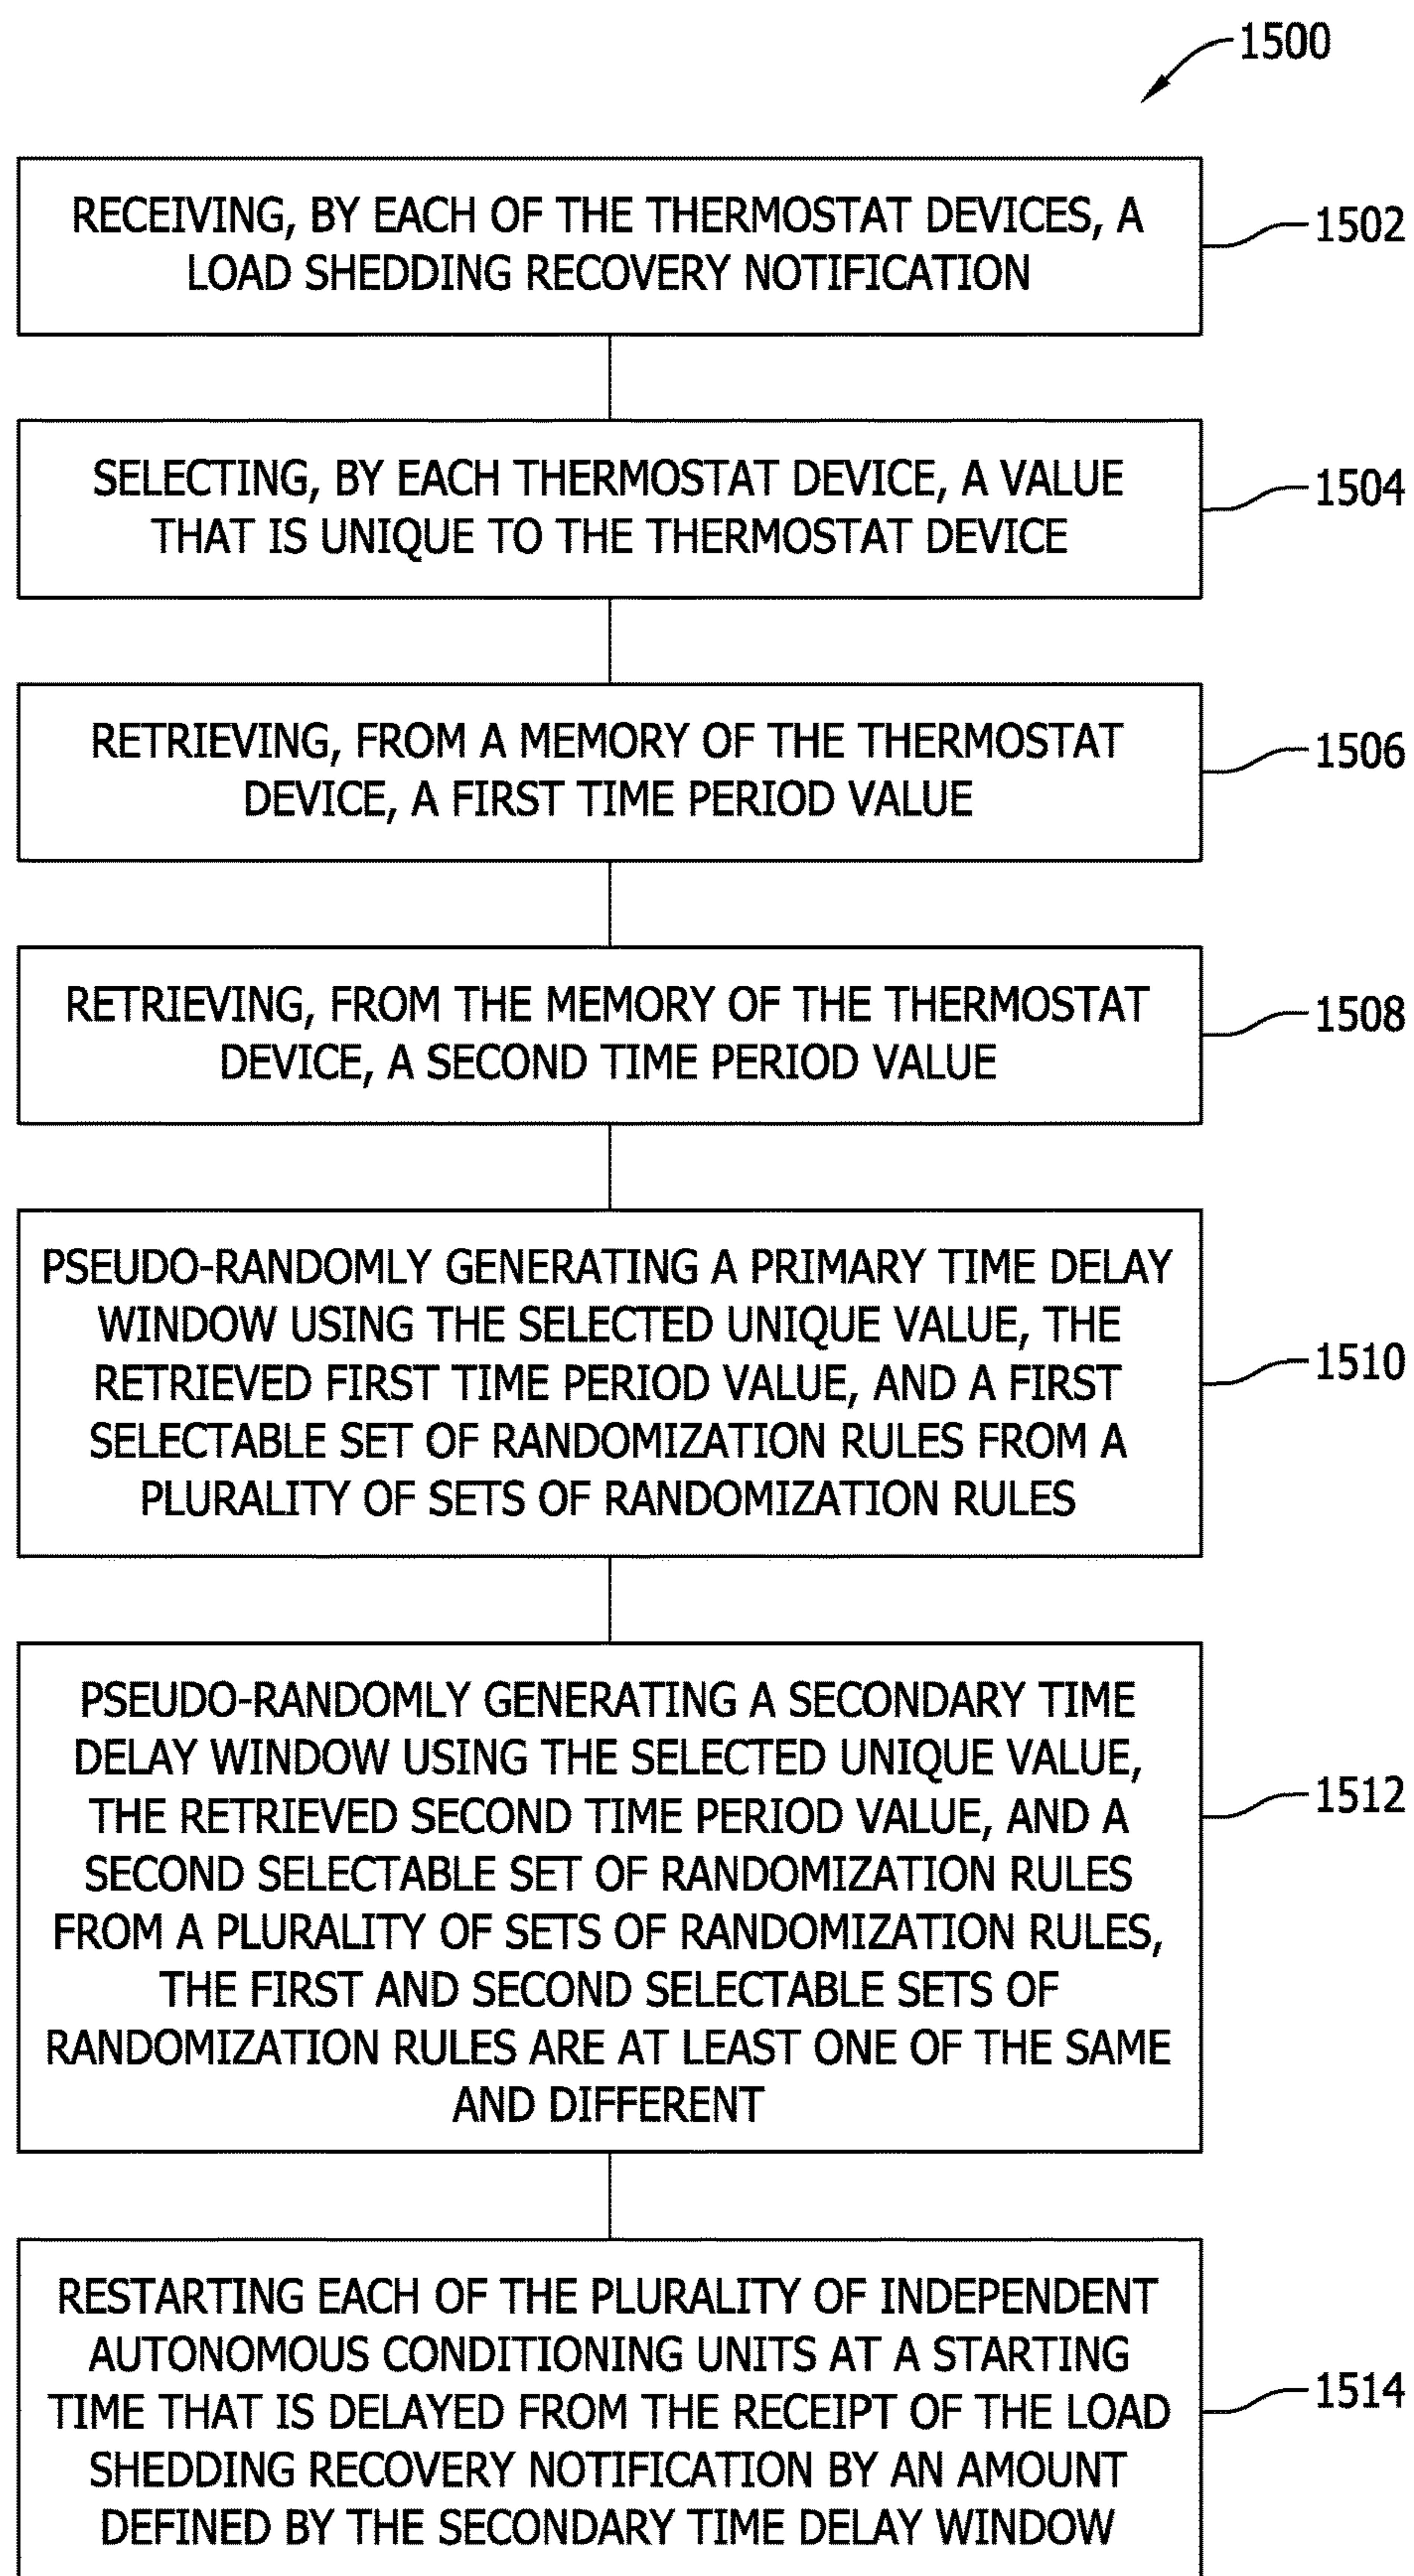 1500
RECEIVING, BY EACH OF THE THERMOSTAT DEVICES, A
LOAD SHEDDING RECOVERY NOTIFICATION
1502
SELECTING, BY EACH THERMOSTAT DEVICE, A VALUE
THAT IS UNIQUE TO THE THERMOSTAT DEVICE
1504
RETRIEVING, FROM A MEMORY OF THE THERMOSTAT
DEVICE, A FIRST TIME PERIOD VALUE
1506
RETRIEVING, FROM THE MEMORY OF THE THERMOSTAT
DEVICE, A SECOND TIME PERIOD VALUE
1508
PSEUDO-RANDOMLY GENERATING A PRIMARY TIME DELAY
WINDOW USING THE SELECTED UNIQUE VALUE, THE
RETRIEVED FIRST TIME PERIOD VALUE, AND A FIRST
SELECTABLE SET OF RANDOMIZATION RULES FROM A
PLURALITY OF SETS OF RANDOMIZATION RULES
1510
PSEUDO-RANDOMLY GENERATING A SECONDARY TIME
DELAY WINDOW USING THE SELECTED UNIQUE VALUE,
THE RETRIEVED SECOND TIME PERIOD VALUE, AND A
SECOND SELECTABLE SET OF RANDOMIZATION RULES
FROM A PLURALITY OF SETS OF RANDOMIZATION RULES,
THE FIRST AND SECOND SELECTABLE SETS OF
RANDOMIZATION RULES ARE AT LEAST ONE OF THE SAME
AND DIFFERENT
1512
RESTARTING EACH OF THE PLURALITY OF INDEPENDENT
AUTONOMOUS CONDITIONING UNITS AT A STARTING
TIME THAT IS DELAYED FROM THE RECEIPT OF THE LOAD
SHEDDING RECOVERY NOTIFICATION BY AN AMOUNT
DEFINED BY THE SECONDARY TIME DELAY WINDOW
1514